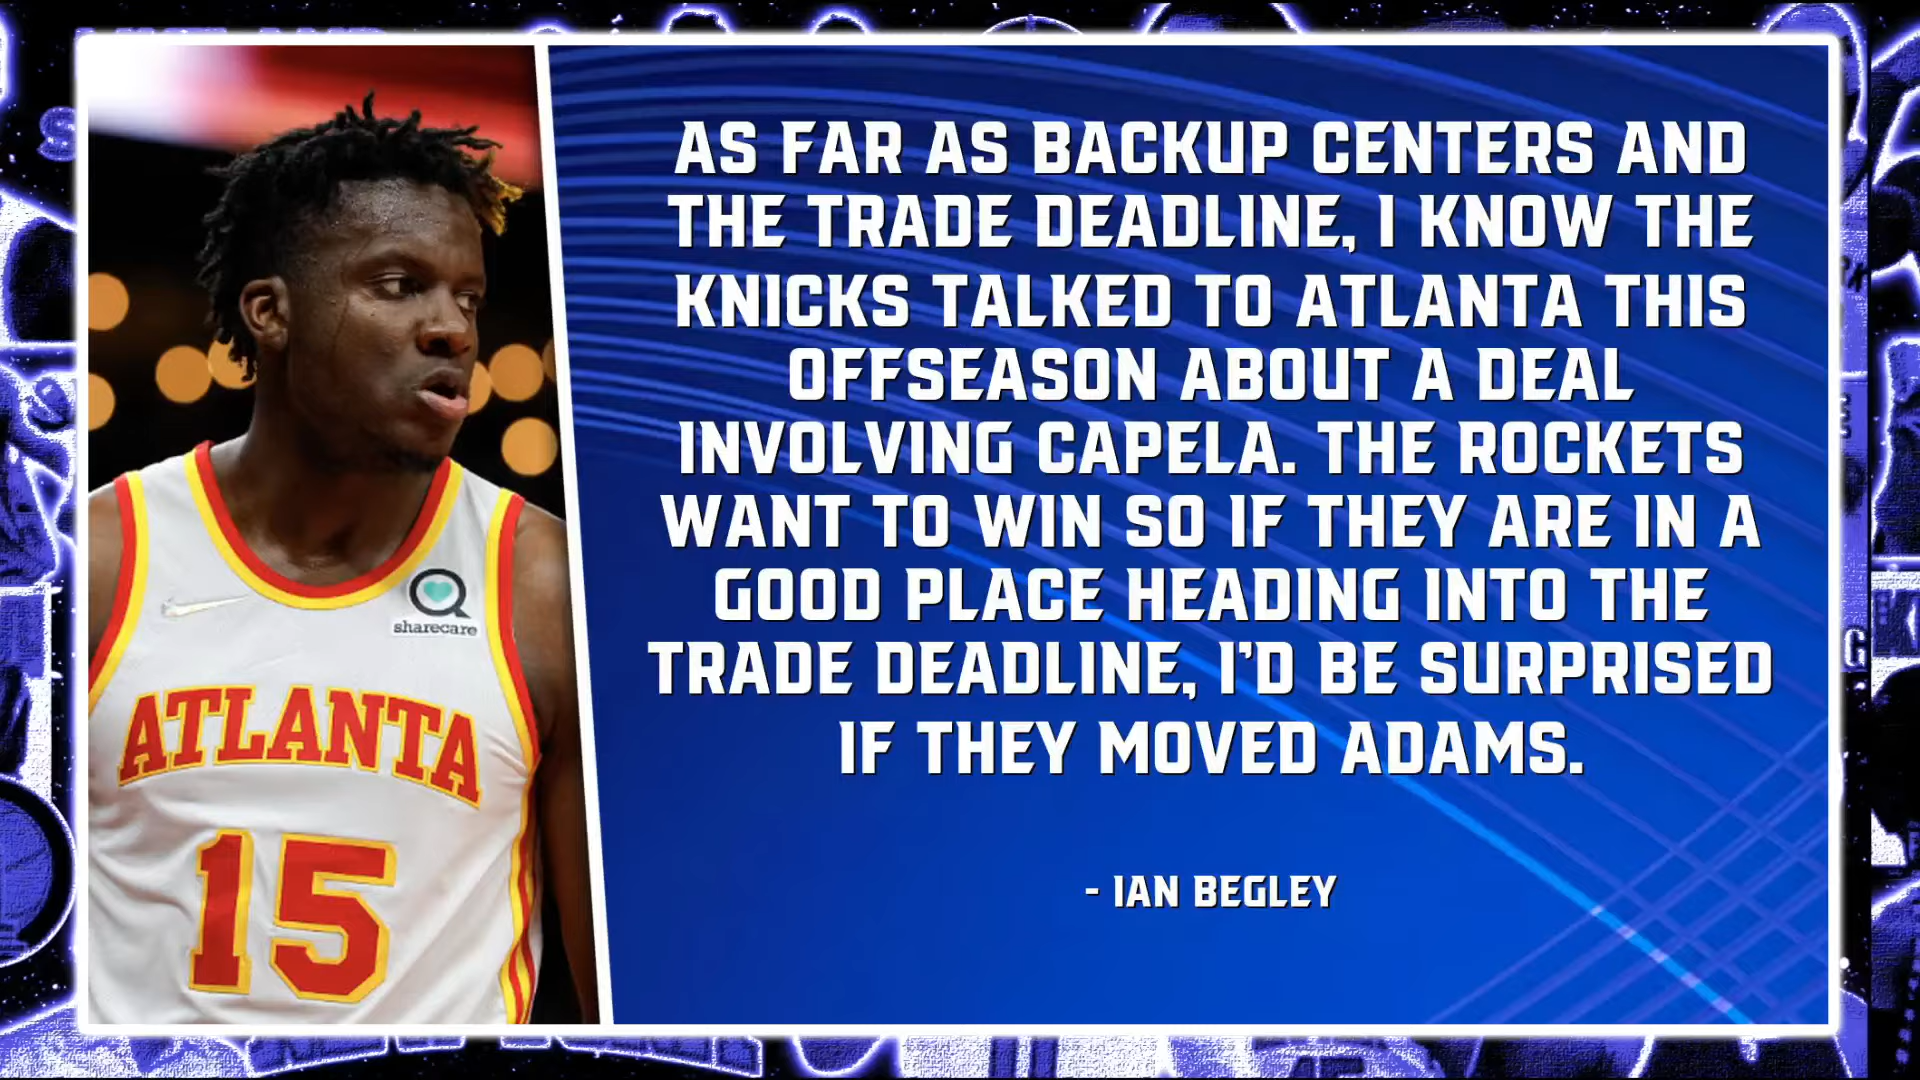 AS FAR AS BACKUP CENTERS AND
THE TRADE DEADLINE, I KNOW THE
KNICKS TALKED TO ATLANTA THIS
OFFSEASON ABOUT A DEAL
INVOLVING CAPELA. THE ROCKETS
WANT TO WIN SO IF THEY ARE IN A
GOOD PLACE HEADING INTO THE
TRADE DEADLINE, I'D BE SURPRISED
IF THEY MOVED ADAMS.
- IAN BEGLEY
sharecare
ATLANTA
15